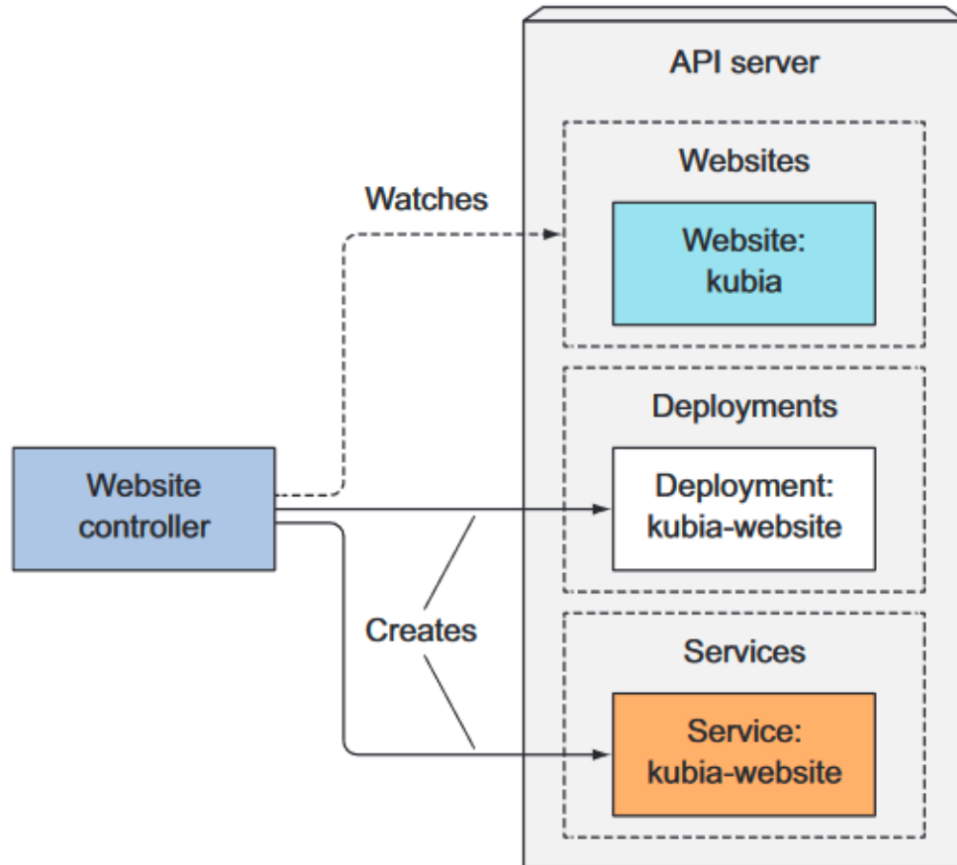 API server
Websites
Watches
Website:
kubia
Deployments
Website
controller
Deployment:
kubia-website
Creates
Services
Service:
kubia-website